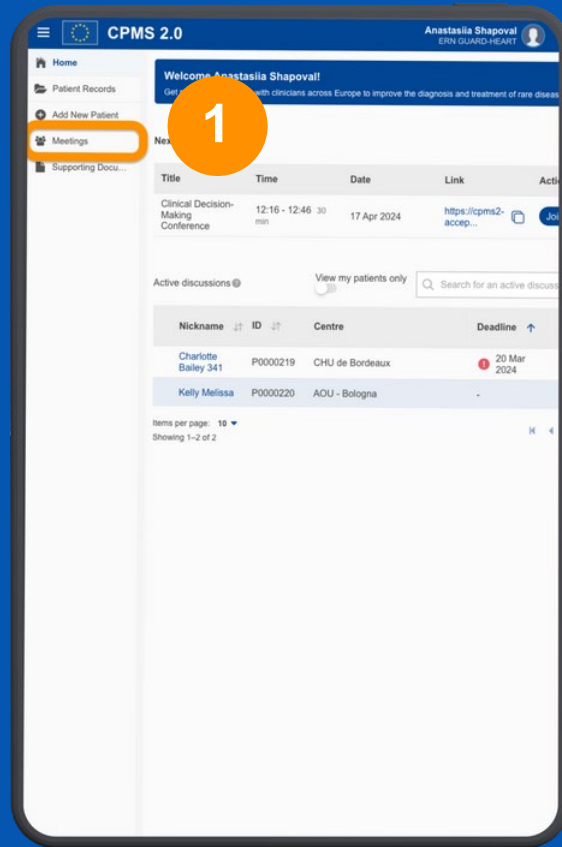 CPMS 2.0
Anastasiia Shapoval
ERN GUARD-HEART
Home
Patient Records
Add New Patient
Meetings
Supporting Docu...
Welcome Anastasiia Shapoval!
with clinicians across Europe to improve the diagnosis and treatment of rare
1
Title Time Date Link
Clinical Decision-
Making
Conference
12:16 - 12:46 30
min
17 Apr 2024
https://cpms2-
accep...
Active discussions
View my patients only
Search for an active
Nickname ID Centre Deadline
Charlotte
Bailey 341
P0000219 CHU de Bordeaux
20 Mar
2024
Kelly Melissa P0000220 AOU - Bologna -
Items per page: 10
Showing 1–2 of 2